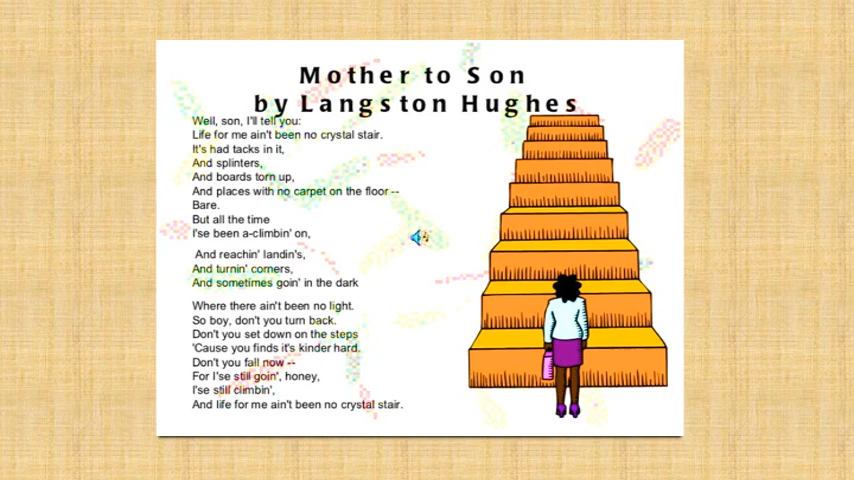 Mother to Son
by Langston Hughes
Well, son, I'll tell you:
Life for me ain't been no crystal stair.
It's had tacks in it,
And splinters,
And boards torn up,
And places with no carpet on the floor --
Bare.
But all the time
I'se been a-climbin' on,
And reachin' landin's,
And turnin' corners,
And sometimes goin' in the dark
Where there ain't been no light.
So boy, don't you turn back.
Don't you set down on the steps
'Cause you finds it's kinder hard.
Don't you fall now --
For I'se still goin', honey,
I'se still climbin',
And life for me ain't been no crystal stair.